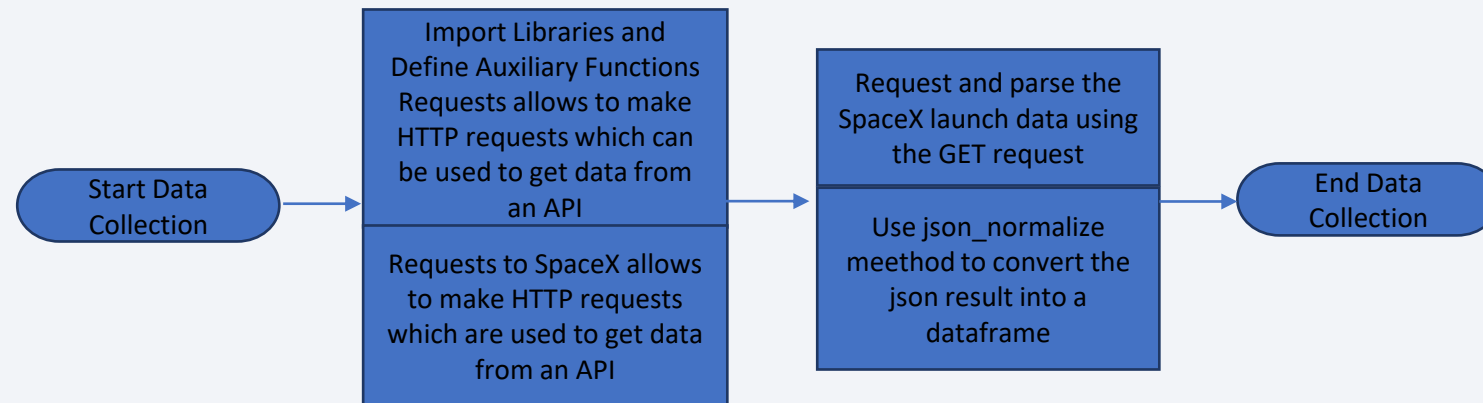 Start Data
Collection
Import Libraries and
Define Auxiliary Functions
Requests allows to make
HTTP requests which can
be used to get data from
an API
Requests to SpaceX allows
to make HTTP requests
which are used to get data
from an API
Request and parse the
SpaceX launch data using
the GET request
Use json_normalize
meethod to convert the
json result into a
dataframe
End Data
Collection